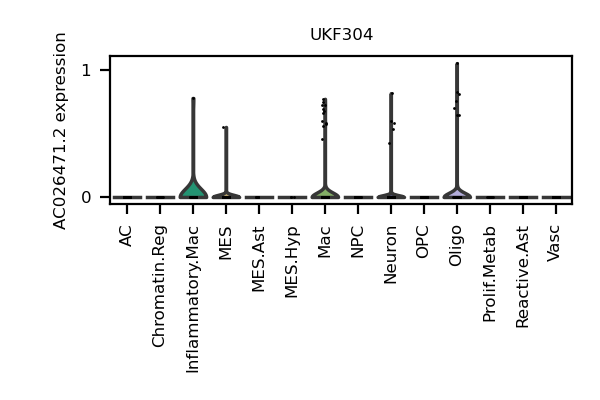 UKF304
AC026471.2 expression
1
0
AC
Chromatin.Reg
Inflammatory.Mac
MES
MES.Ast
MES.Hyp
Mac
NPC
Neuron
OPC
Oligo
Prolif.Metab
Reactive.Ast
Vasc